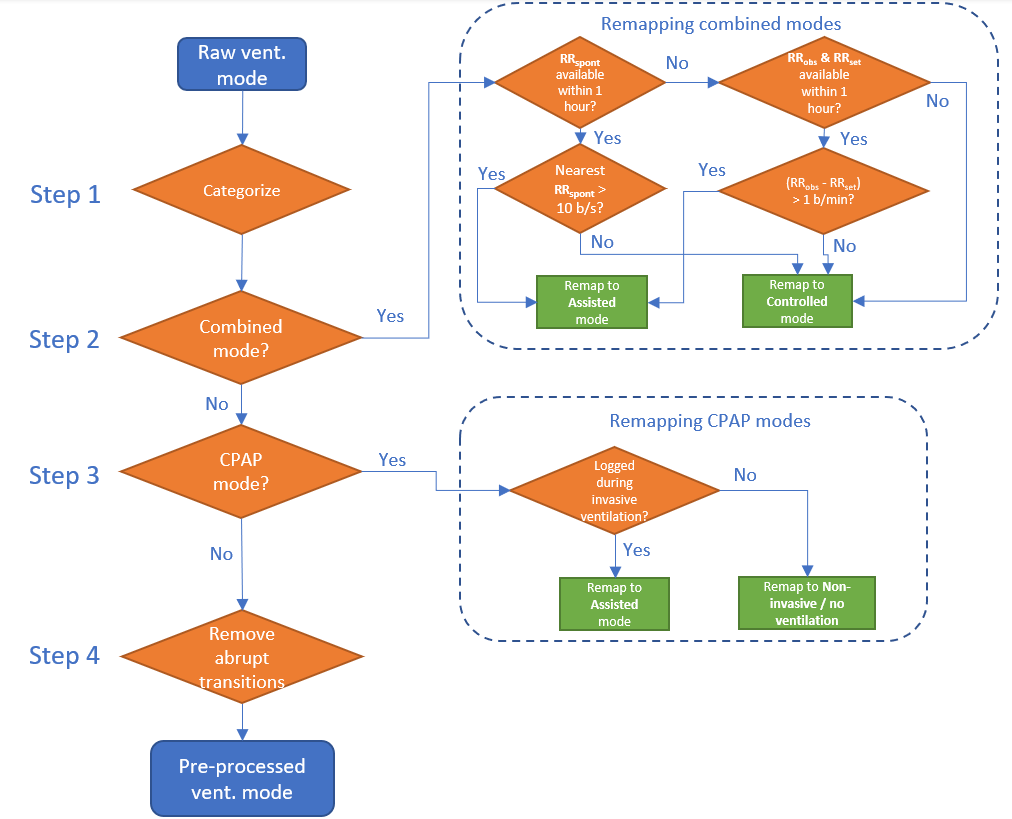 Remapping combined modes
Raw vent.
mode
RRspont
available
within 1
hour?
No
RRobs & RRset
available
within 1
hour?
No
Yes
Yes
Step 1
Categorize
Yes
Nearest
RRspont >
10 b/s?
Yes
(RRobs - RRset)
> 1 b/min?
No
No
Remap to
Assisted
mode
Remap to
Controlled
mode
Step 2
Combined
mode?
Yes
No
Remapping CPAP modes
Step 3
CPAP
mode?
Yes
Logged
during
invasive
ventilation?
No
Yes
No
Remap to
Assisted
mode
Remap to Non-
invasive / no
ventilation
Step 4
Remove
abrupt
transitions
Pre-processed
vent. mode